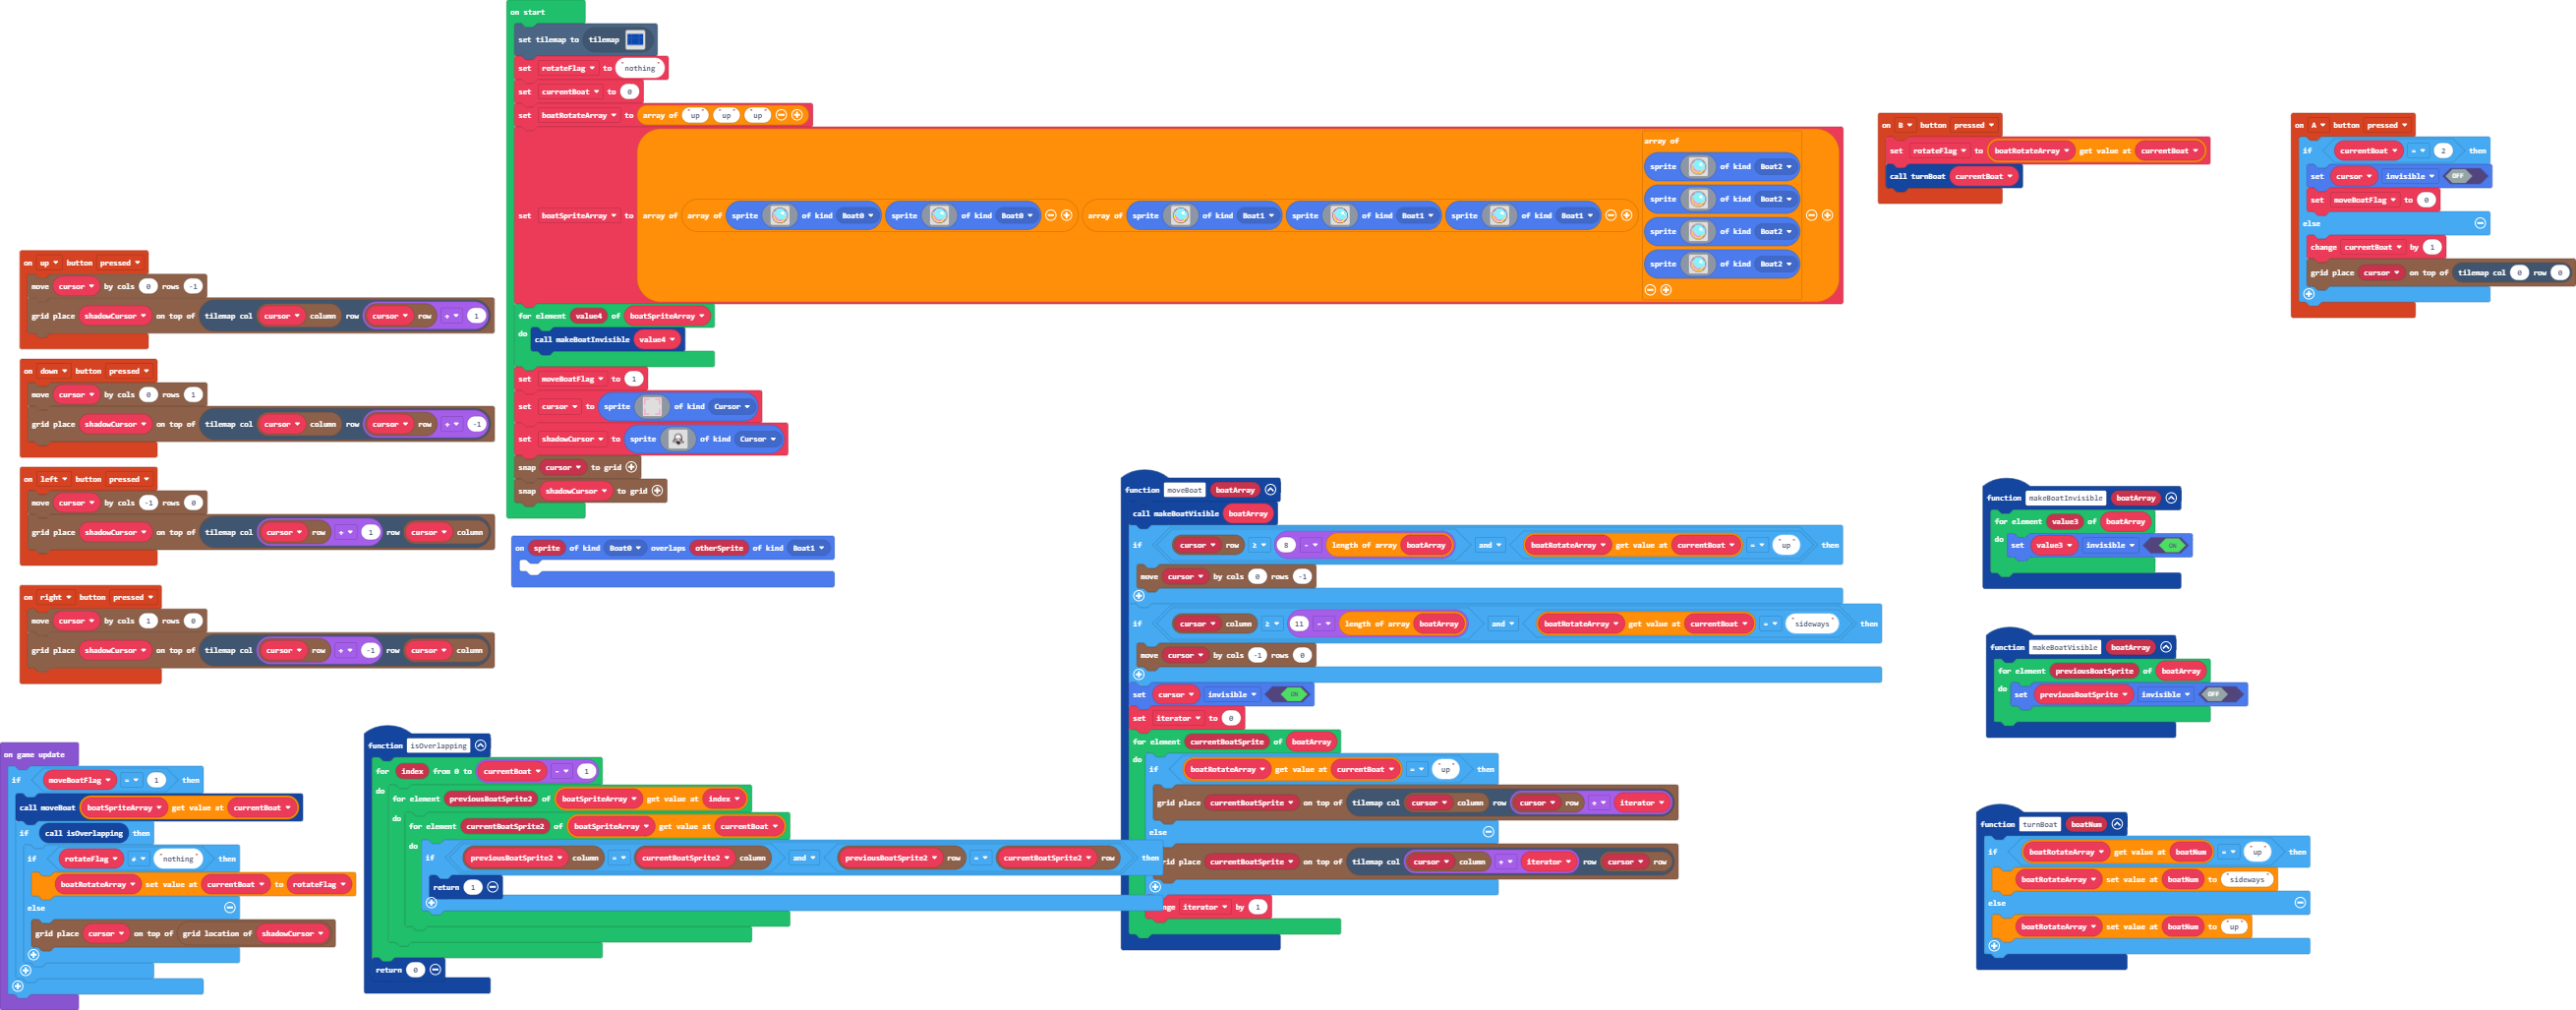 on start
set tilemap to tilemap
set rotateFlag to "nothing"
set currentBoat to 0
set boatRotateArray to array of "up" "up" "up"
set boatSpriteArray to array of array of sprite of kind Boat0 sprite of kind Boat0 array of sprite of kind Boat1 sprite of kind Boat1 sprite of kind Boat1 array of
sprite of kind Boat2
sprite of kind Boat2
sprite of kind Boat2
sprite of kind Boat2
for element value4 of boatSpriteArray
do
call makeBoatInvisible value4
set moveBoatFlag to 1
set cursor to sprite of kind Cursor
set shadowCursor to sprite of kind Cursor
snap cursor to grid
snap shadowCursor to grid
on B button pressed
set rotateFlag to boatRotateArray get value at currentBoat
call turnBoat currentBoat
on A button pressed
if currentBoat = 2 then
set cursor invisible OFF
set moveBoatFlag to 0
else
change currentBoat by 1
grid place cursor on top of tilemap col 0 row 0
on up button pressed
move cursor by cols 0 rows -1
grid place shadowCursor on top of tilemap col cursor column row cursor row + 1
on down button pressed
move cursor by cols 0 rows 1
grid place shadowCursor on top of tilemap col cursor column row cursor row + -1
on left button pressed
move cursor by cols -1 rows 0
grid place shadowCursor on top of tilemap col cursor row + 1 row cursor column
on right button pressed
move cursor by cols 1 rows 0
grid place shadowCursor on top of tilemap col cursor row + -1 row cursor column
on sprite of kind Boat0 overlaps otherSprite of kind Boat1
function moveBoat boatArray
call makeBoatVisible boatArray
if cursor row ≥ 8 - length of array boatArray and boatRotateArray get value at currentBoat = "up" then
move cursor by cols 0 rows -1
if cursor column ≥ 11 - length of array boatArray and boatRotateArray get value at currentBoat = "sideways" then
move cursor by cols -1 rows 0
set cursor invisible ON
set iterator to 0
for element currentBoatSprite of boatArray
do
if boatRotateArray get value at currentBoat = "up" then
grid place currentBoatSprite on top of tilemap col cursor column row cursor row + iterator
else
rid place currentBoatSprite on top of tilemap col cursor column + iterator row cursor row
nge iterator by 1
function makeBoatInvisible boatArray
for element value3 of boatArray
do
set value3 invisible ON
function makeBoatVisible boatArray
for element previousBoatSprite of boatArray
do
set previousBoatSprite invisible OFF
function turnBoat boatNum
if boatRotateArray get value at boatNum = "up" then
boatRotateArray set value at boatNum to "sideways"
else
boatRotateArray set value at boatNum to "up"
on game update
if moveBoatFlag = 1 then
call moveBoat boatSpriteArray get value at currentBoat
if call isOverlapping then
if rotateFlag ≠ "nothing" then
boatRotateArray set value at currentBoat to rotateFlag
else
grid place cursor on top of grid location of shadowCursor
function isOverlapping
for index from 0 to currentBoat - 1
do
for element previousBoatSprite2 of boatSpriteArray get value at index
do
for element currentBoatSprite2 of boatSpriteArray get value at currentBoat
do
if previousBoatSprite2 column = currentBoatSprite2 column and previousBoatSprite2 row = currentBoatSprite2 row then
return 1
return 0